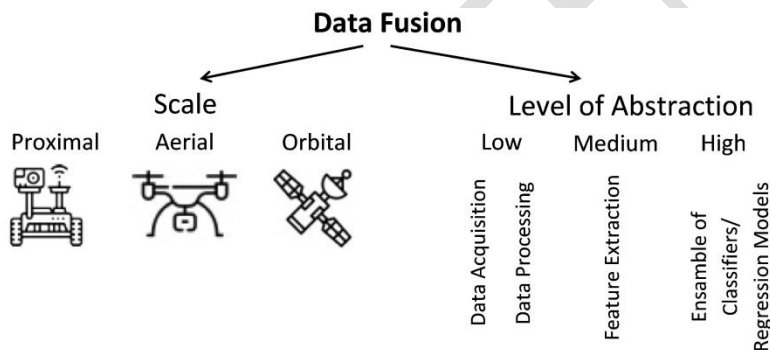 Data Fusion
Scale
Level of Abstraction
Proximal
Aerial
Orbital
Low
Medium
High
Data Acquisition
Data Processing
Feature Extraction
Ensamble of
Classifiers/
Regression Models